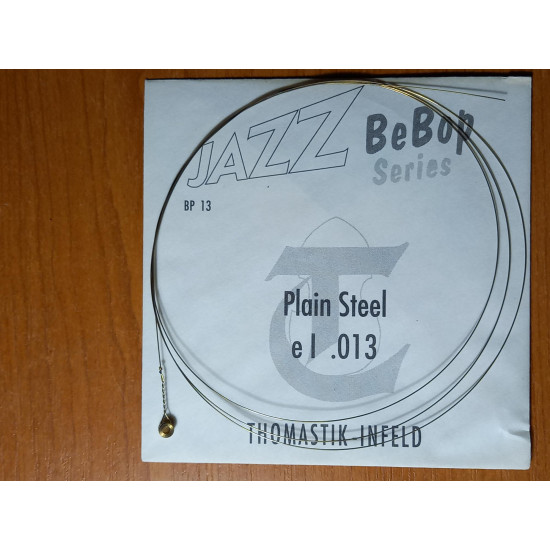 JAZZ
BeBop
Series
BP 13
Plain Steel
e I .013
THOMASTIK-INFELD